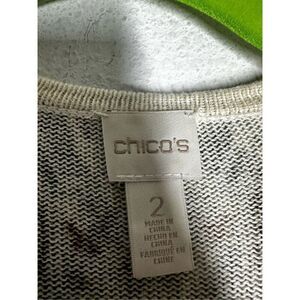 chico's
2
MADE IN
CHINA
HECHO EN
CHINA
FABRIQUÉ EN
CHINE